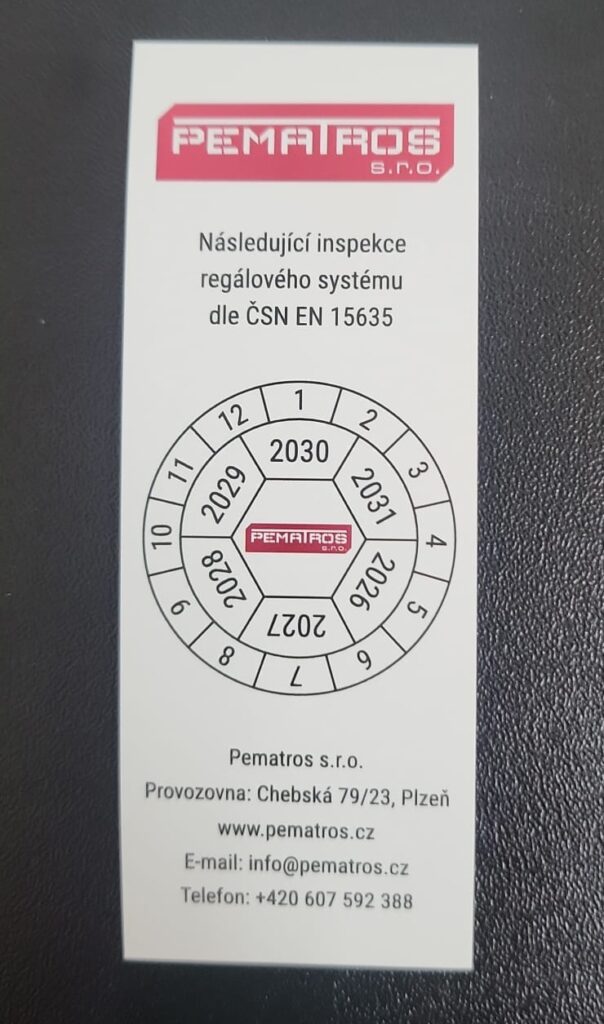 PEMATROS
s.r.o.
Následující inspekce
regálového systému
dle ČSN EN 15635
1
2
3
4
5
6
7
8
9
10
11
12
2030
2031
2026
2027
2028
2029
PEMATROS
s.r.o.
Pematros s.r.o.
Provozovna: Chebská 79/23, Plzeň
www.pematros.cz
E-mail: info@pematros.cz
Telefon: +420 607 592 388